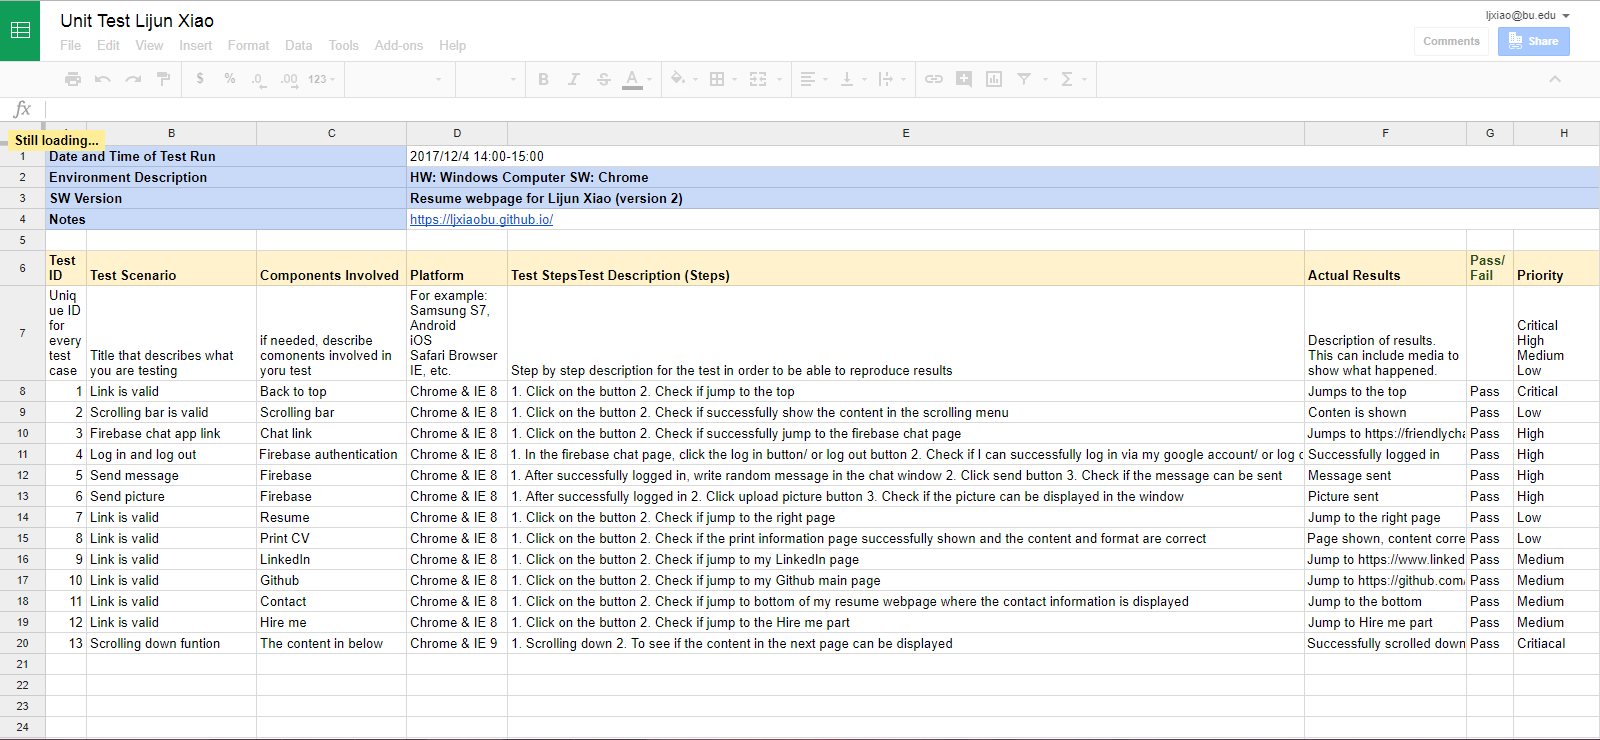 Unit Test Lijun Xiao
ljxiao@bu.edu
File Edit View Insert Format Data Tools Add-ons Help
Comments Share
$ % .0 .00 123 B I S A Σ
fx
Still loading...
B C D E F G H
1 Date and Time of Test Run 2017/12/4 14:00-15:00
2 Environment Description HW: Windows Computer SW: Chrome
3 SW Version Resume webpage for Lijun Xiao (version 2)
4 Notes https://ljxiaobu.github.io/
5
6 Test ID Test Scenario Components Involved Platform Test StepsTest Description (Steps) Actual Results Pass/ Fail Priority
7 Uniq ue ID for every test case Title that describes what you are testing if needed, describe comonents involved in yoru test For example: Samsung S7, Android iOS Safari Browser IE, etc. Step by step description for the test in order to be able to reproduce results Description of results. This can include media to show what happened. Critical High Medium Low
8 1 Link is valid Back to top Chrome & IE 8 1. Click on the button 2. Check if jump to the top Jumps to the top Pass Critical
9 2 Scrolling bar is valid Scrolling bar Chrome & IE 8 1. Click on the button 2. Check if successfully show the content in the scrolling menu Conten is shown Pass Low
10 3 Firebase chat app link Chat link Chrome & IE 8 1. Click on the button 2. Check if successfully jump to the firebase chat page Jumps to https://friendlycha Pass High
11 4 Log in and log out Firebase authentication Chrome & IE 8 1. In the firebase chat page, click the log in button/ or log out button 2. Check if I can successfully log in via my google account/ or log o Successfully logged in Pass High
12 5 Send message Firebase Chrome & IE 8 1. After successfully logged in, write random message in the chat window 2. Click send button 3. Check if the message can be sent Message sent Pass High
13 6 Send picture Firebase Chrome & IE 8 1. After successfully logged in 2. Click upload picture button 3. Check if the picture can be displayed in the window Picture sent Pass High
14 7 Link is valid Resume Chrome & IE 8 1. Click on the button 2. Check if jump to the right page Jump to the right page Pass Low
15 8 Link is valid Print CV Chrome & IE 8 1. Click on the button 2. Check if the print information page successfully shown and the content and format are correct Page shown, content corre Pass Low
16 9 Link is valid LinkedIn Chrome & IE 8 1. Click on the button 2. Check if jump to my LinkedIn page Jump to https://www.linked Pass Medium
17 10 Link is valid Github Chrome & IE 8 1. Click on the button 2. Check if jump to my Github main page Jump to https://github.com/ Pass Medium
18 11 Link is valid Contact Chrome & IE 8 1. Click on the button 2. Check if jump to bottom of my resume webpage where the contact information is displayed Jump to the bottom Pass Medium
19 12 Link is valid Hire me Chrome & IE 8 1. Click on the button 2. Check if jump to the Hire me part Jump to Hire me part Pass Medium
20 13 Scrolling down funtion The content in below Chrome & IE 9 1. Scrolling down 2. To see if the content in the next page can be displayed Successfully scrolled down Pass Critiacal
21
22
23
24